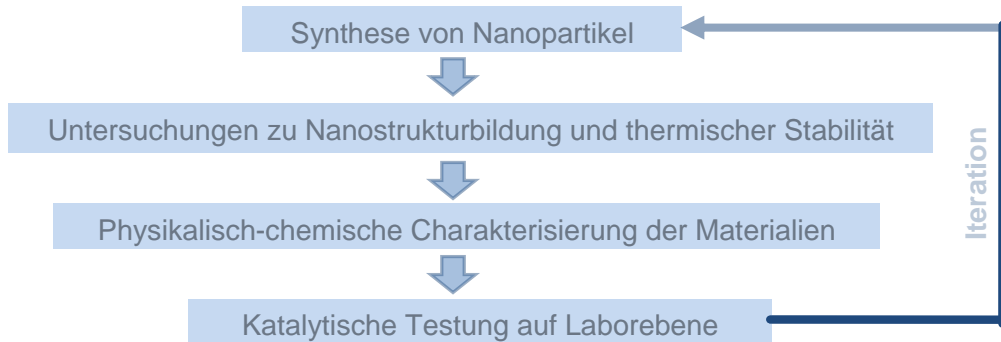 Synthese von Nanopartikel
Untersuchungen zu Nanostrukturbildung und thermischer Stabilität
Physikalisch-chemische Charakterisierung der Materialien
Katalytische Testung auf Laborebene
Iteration